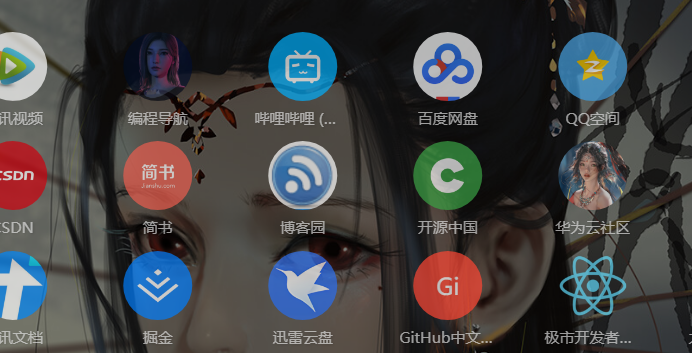 讯视频
编程导航
哔哩哔哩 (...
百度网盘
QQ空间
csdn
简书
Jianshu.com
CSDN
简书
博客园
开源中国
华为云社区
Gi
讯文档
掘金
迅雷云盘
GitHub中文...
极市开发者...